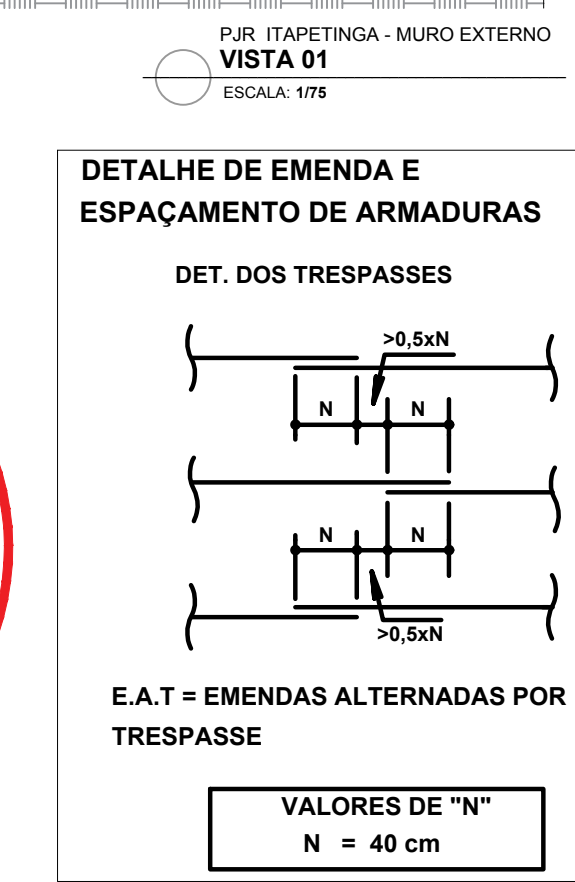 PJR ITAPETINGA - MURO EXTERNO
VISTA 01
ESCALA: 1/75
DETALHE DE EMENDA E
ESPAÇAMENTO DE ARMADURAS
DET. DOS TRESPASSES
>0,5xN
N
N
N
N
>0,5xN
E.A.T = EMENDAS ALTERNADAS POR
TRESPASSE
VALORES DE "N"
N = 40 cm